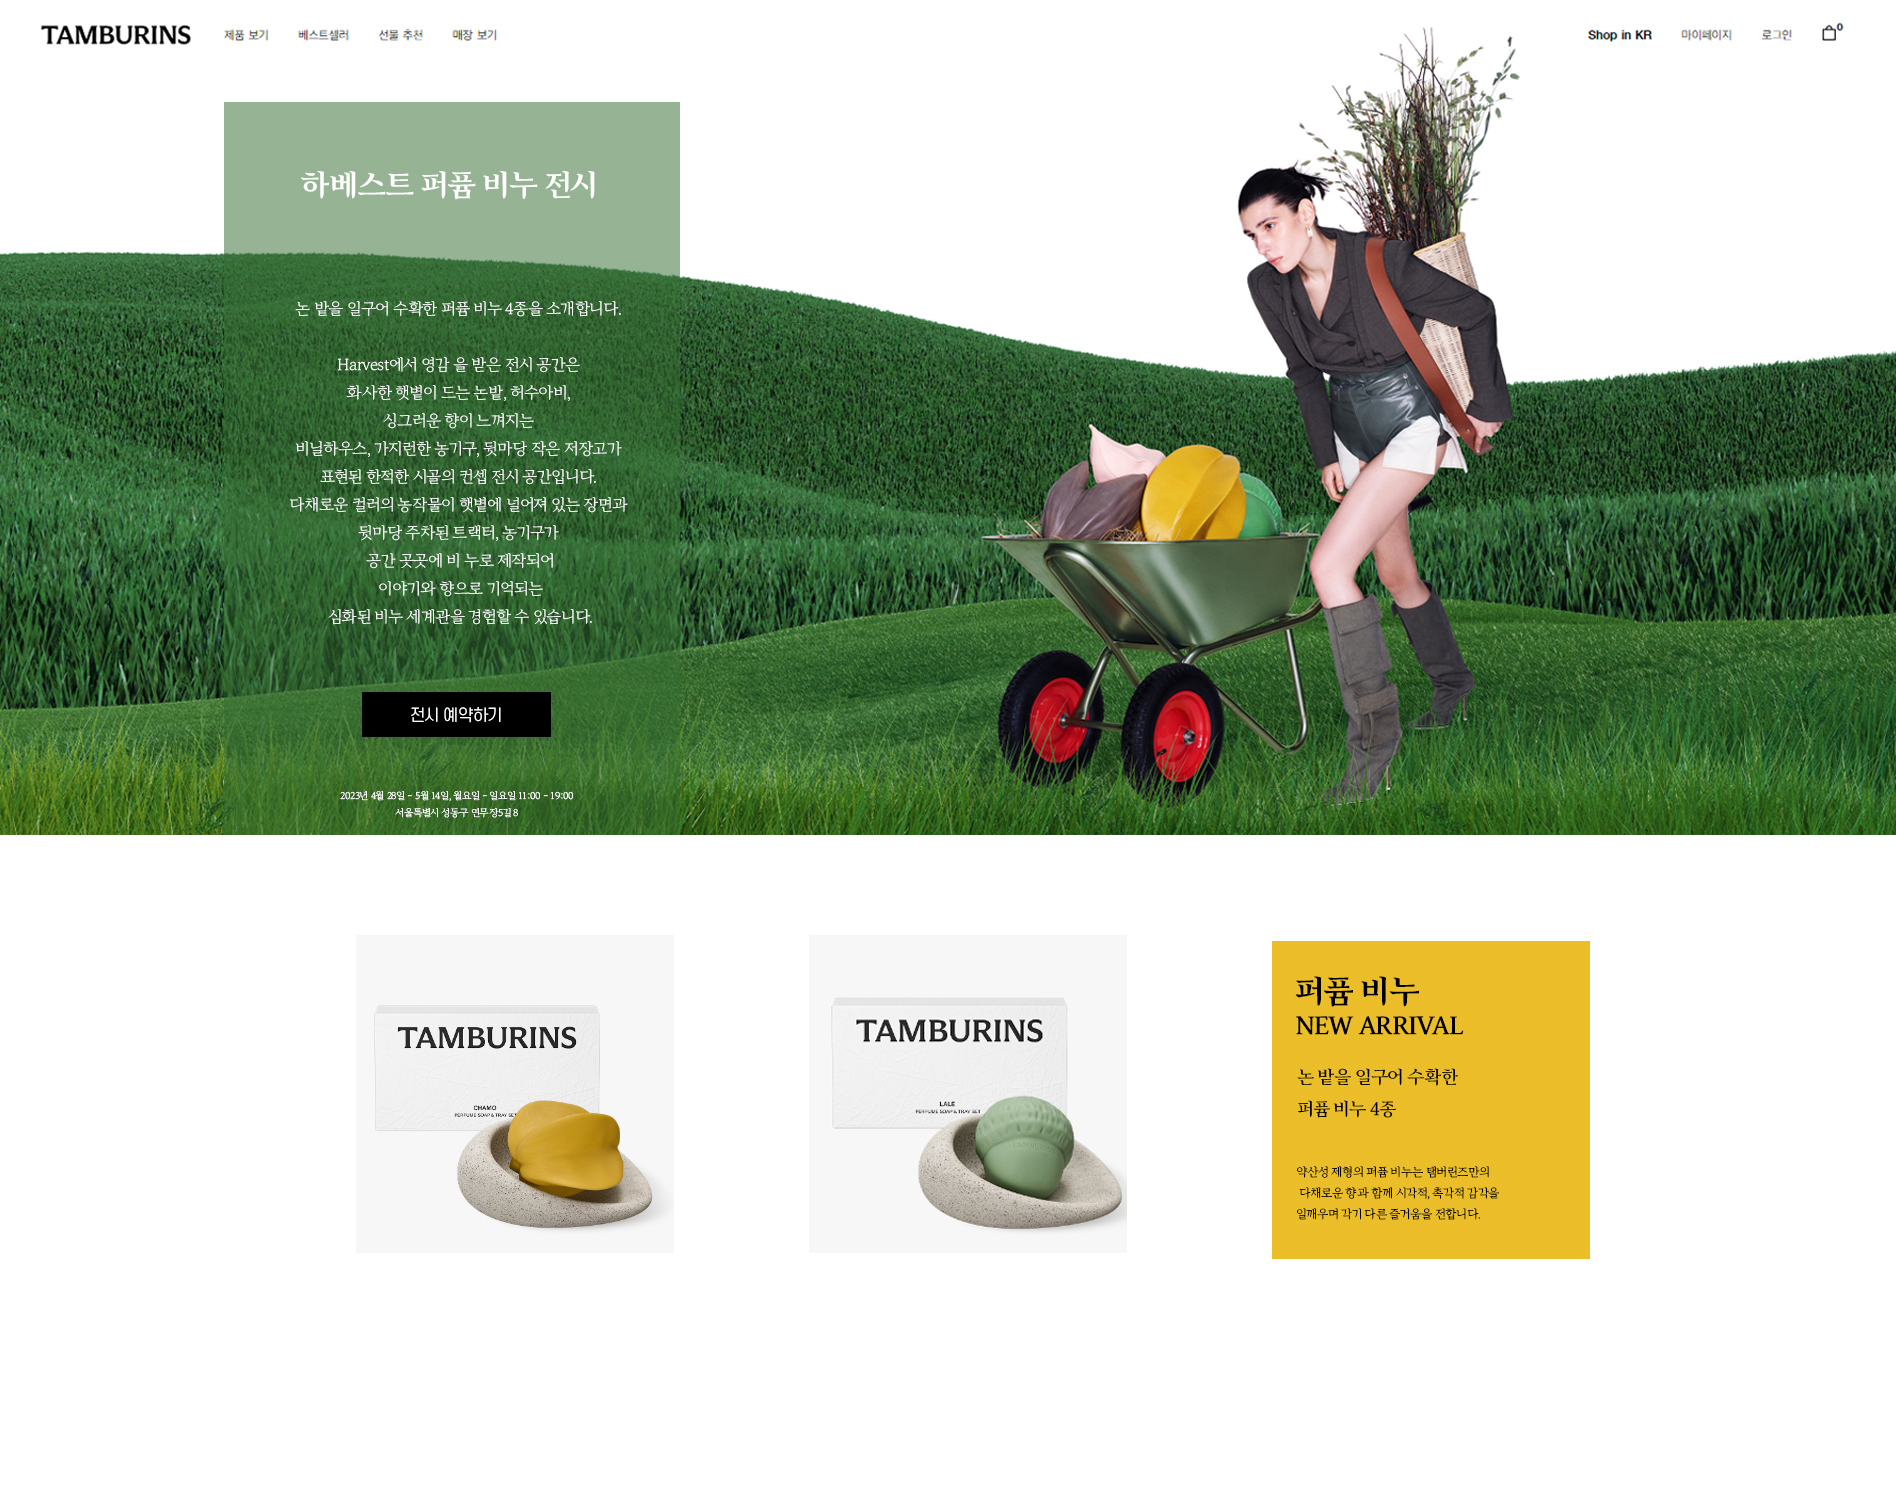 TAMBURINS
제품 보기
베스트셀러
선물 추천
매장 보기
Shop in KR
마이페이지
로그인
0
하베스트 퍼퓸 비누 전시
논 밭을 일구어 수확한 퍼퓸 비누 4종을 소개합니다.
Harvest에서 영감 을 받은 전시 공간은
화사한 햇볕이 드는 논밭, 허수아비,
싱그러운 향이 느껴지는
비닐하우스, 가지런한 농기구, 뒷마당 작은 저장고가
표현된 한적한 시골의 컨셉 전시 공간입니다.
다채로운 컬러의 농작물이 햇볕에 널어져 있는 장면과
뒷마당 주차된 트랙터, 농기구가
공간 곳곳에 비 누로 제작되어
이야기와 향으로 기억되는
심화된 비누 세계관을 경험할 수 있습니다.
전시 예약하기
2023년 4월 28일 - 5월 14일, 월요일 - 일요일 11:00 - 19:00
서울특별시 성동구 연무장5길 8
TAMBURINS
CHAMO
PERFUME SOAP & TRAY SET
TAMBURINS
LALE
PERFUME SOAP & TRAY SET
퍼퓸 비누
NEW ARRIVAL
논 밭을 일구어 수확한
퍼퓸 비누 4종
약산성 제형의 퍼퓸 비누는 탬버린즈만의
다채로운 향과 함께 시각적, 촉각적 감각을
일깨우며 각기 다른 즐거움을 전합니다.